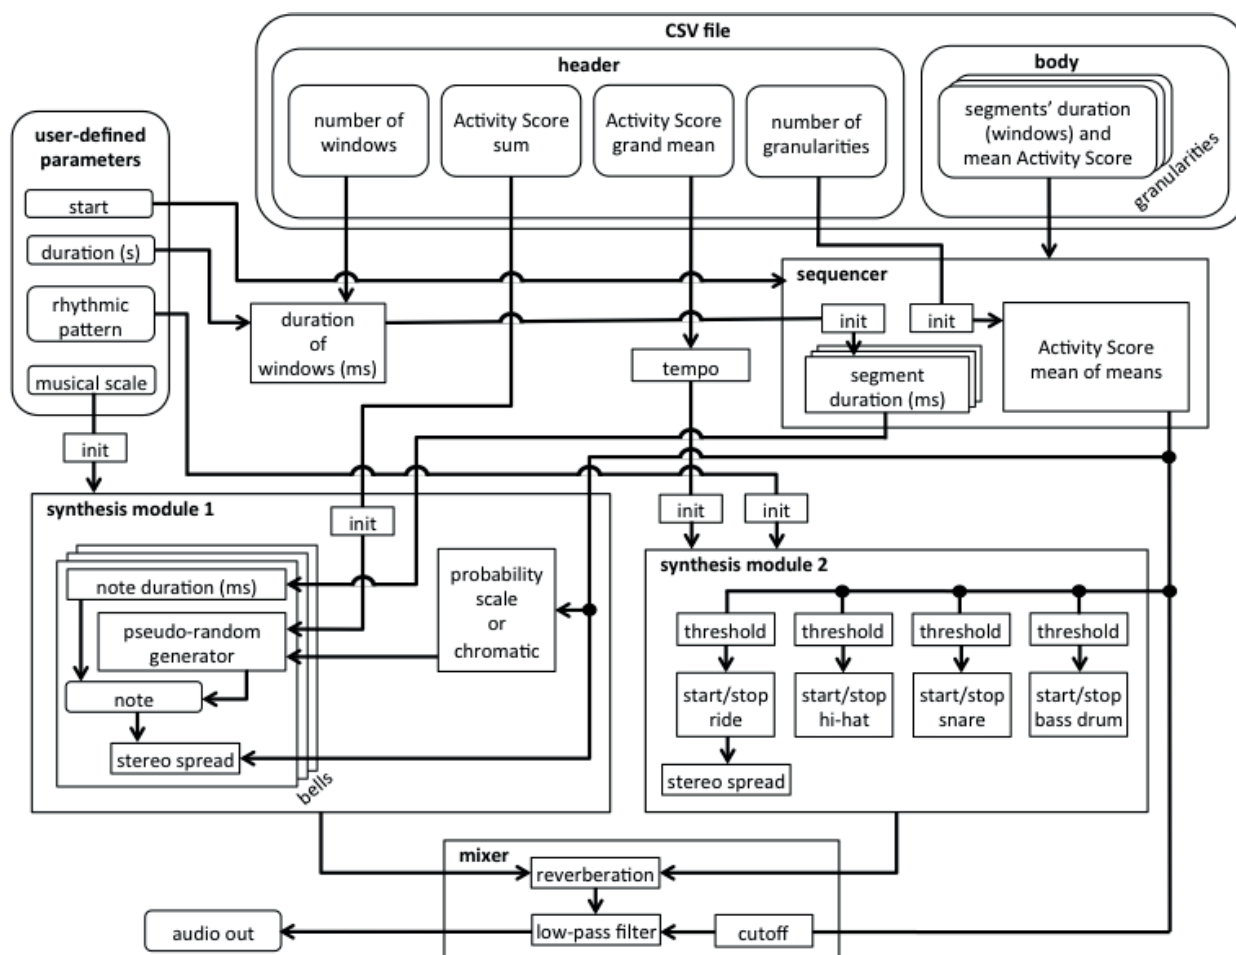 CSV file
header
body
number of
windows
Activity Score
sum
Activity Score
grand mean
number of
granularities
segments' duration
(windows) and
mean Activity Score
granularities
user-defined
parameters
start
duration (s)
rhythmic
pattern
musical scale
init
duration
of
windows (ms)
tempo
sequencer
init
init
segment
duration (ms)
Activity Score
mean of means
synthesis module 1
init
note duration (ms)
pseudo-random
generator
note
stereo spread
bells
probability
scale
or
chromatic
init
init
synthesis module 2
threshold
threshold
threshold
threshold
start/stop
ride
start/stop
hi-hat
start/stop
snare
start/stop
bass drum
stereo spread
mixer
reverberation
low-pass filter
cutoff
audio out